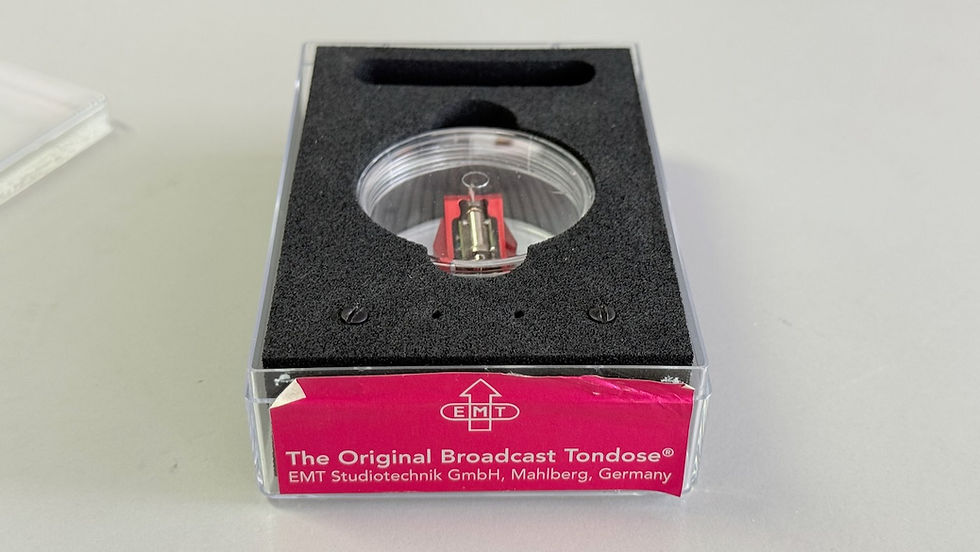 EMT
The Original Broadcast Tondose®
EMT Studiotechnik GmbH, Mahlberg, Germany